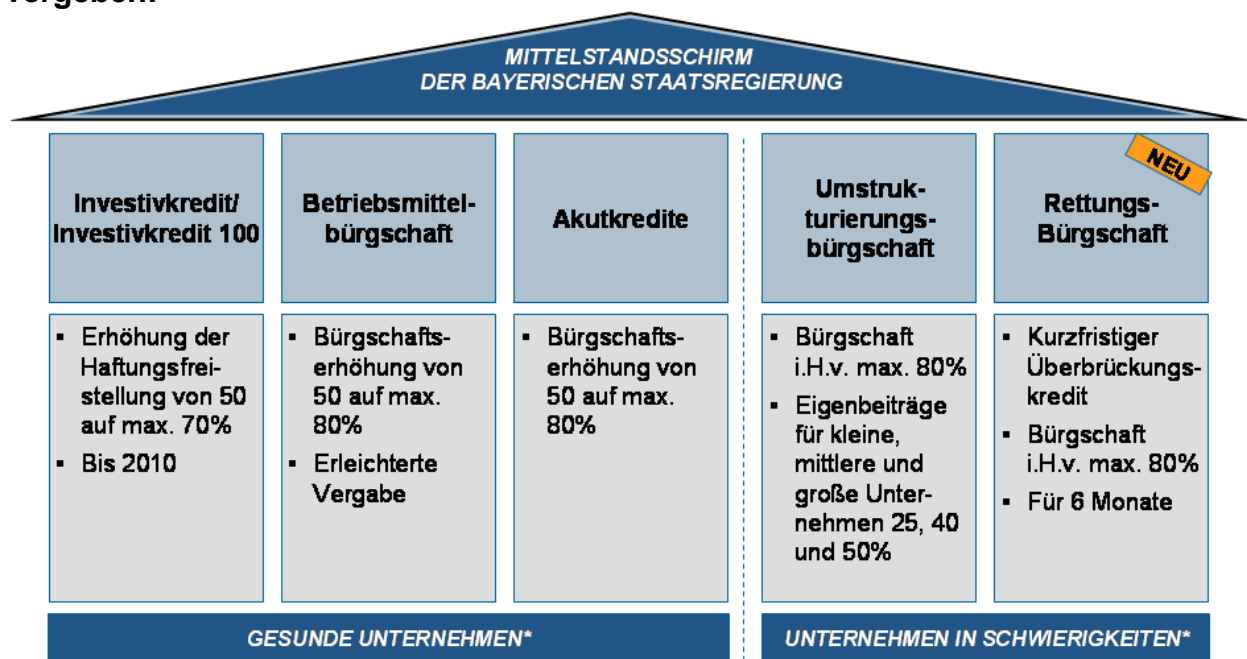 MITTELSTANDSSCHIRM
DER BAYERISCHEN STAATSREGIERUNG
Investivkredit/
Investivkredit 100
Betriebsmittel-
bürgschaft
Akutkredite
Umstruk-
turierungs-
bürgschaft
NEU
Rettungs-
Bürgschaft
▪ Erhöhung der
Haftungsfrei-
stellung von 50
auf max. 70%
▪ Bis 2010
▪ Bürgschafts-
erhöhung von
50 auf max.
80%
▪ Erleichterte
Vergabe
▪ Bürgschafts-
erhöhung von
50 auf max.
80%
▪ Bürgschaft
i.H.v. max. 80%
▪ Eigenbeiträge
für kleine,
mittlere und
große Unter-
nehmen 25, 40
und 50%
▪ Kurzfristiger
Überbrückungs-
kredit
▪ Bürgschaft
i.H.v. max. 80%
▪ Für 6 Monate
GESUNDE UNTERNEHMEN*
UNTERNEHMEN IN SCHWIERIGKEITEN*